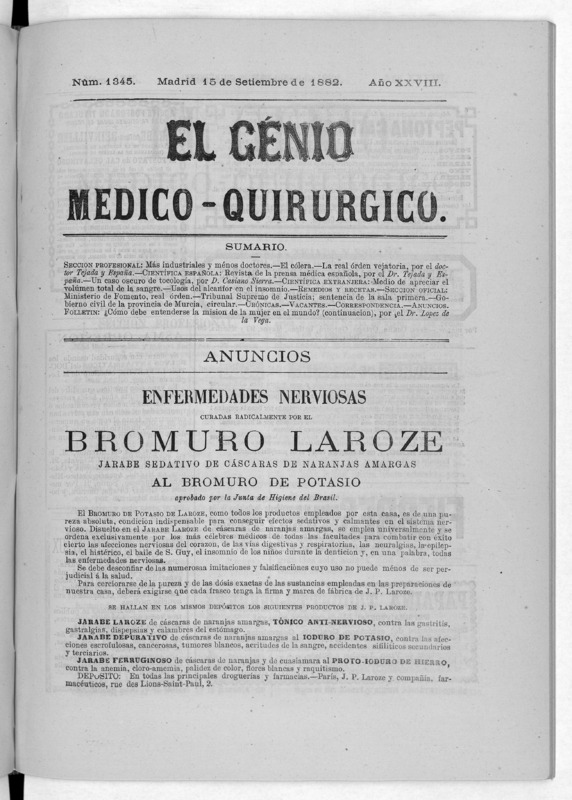 Núm. 1345. Madrid 15 de Setiembre de 1882. Año XXVIII.
EL GÉNIO
MEDICO-QUIRURGICO.
SUMARIO.
SECCION PROFESIONAL: Más industriales y ménos doctores.—El cólera.—La real órden vejatoria, por el doc-
tor Tejada y España.—CIENTÍFICA ESPAÑOLA: Revista de la prensa médica española, por el Dr. Tejada y Es-
paña.—Un caso oscuro de tocologia, por D. Casiano Sierra.—CIENTÍFICA EXTRANJERA:-Medio de apreciar el
volúmen total de la sangre.—Usos del alcanfor en el insomnio.—REMEDIOS Y RECETAS.—SECCION OFICIAL:
Ministerio de Fomento, real órden.—Tribunal Supremo de Justicia; sentencia de la sala primera.—Go-
bierno civil de la provincia de Murcia, circular.—CRÓNICAS.—VACANTES.—CORRESPONDENCIA.—ANUNCIOS.
FOLLETIN: ¿Cómo debe entenderse la mision de la mujer en el mundo? (continuacion), por el Dr. Lopez de
la Vega.
ANUNCIOS
ENFERMEDADES NERVIOSAS
CURADAS RADICALMENTE POR EL
BROMURO LAROZE
JARABE SEDATIVO DE CÁSCARAS DE NARANJAS AMARGAS
AL BROMURO DE POTASIO
aprobado por la Junta de Higiene del Brasil.
El BROMURO DE POTASIO DE LAROZE, como todos los productos empleados por esta casa, es de una pu-
reza absoluta, condicion indispensable para conseguir efectos sedativos y calmantes en el sistema ner-
vioso. Disuelto en el JARABE LAROZE de cáscaras de naranjas amargas, se emplea universalmente y se
ordena exclusivamente por los más célebres médicos de todas las facultades para combatir con éxito
cierto las afecciones nerviosas del corazon, de las vias digestivas y respiratorias, las neuralgias, la epilep-
sia, el histérico, el baile de S. Guy, el insomnio de los niños durante la denticion y, en una palabra, todas
las enfermedades nerviosas.
Se debe desconfiar de las numerosas imitaciones y falsificaciónes cuyo uso no puede ménos de ser per-
judicial á la salud.
Para cerciorarse de la pureza y de las dósis exactas de las sustancias empleadas en las preparaciones de
nuestra casa, deberá exigirse que cada frasco tenga la firma y marca de fábrica de J. P. Laroze.
SE HALLAN EN LOS MISMOS DEPÓSITOS LOS SIGUIENTES PRODUCTOS DE J. P. LAROZE.
JARABE LAROZE de cáscaras de naranjas amargas, TÓNICO ANTI-NERVIOSO, contra las gastritis,
gastralgias, dispepsias y calambres del estómago.
JARABE DEPURATIVO de cáscaras de naranjas amargas al IODURO DE POTASIO, contra las afec-
ciones escrofulosas, cancerosas, tumores blancos, acritudes de la sangre, accidentes sifilíticos secundarios
y terciarios.
JARABE FERRUGINOSO de cáscaras de naranjas y de cuasiamara al PROTO-IODURO DE HIERRO,
contra la anemia, cloro-anemia, palides de color, flores blancas y raquitismo.
DEPOSITO: En todas las principales droguerías y farmacias.—París, J. P. Laroze y compañía, far-
macéuticos, rue des Lions-Saint-Paul, 2.